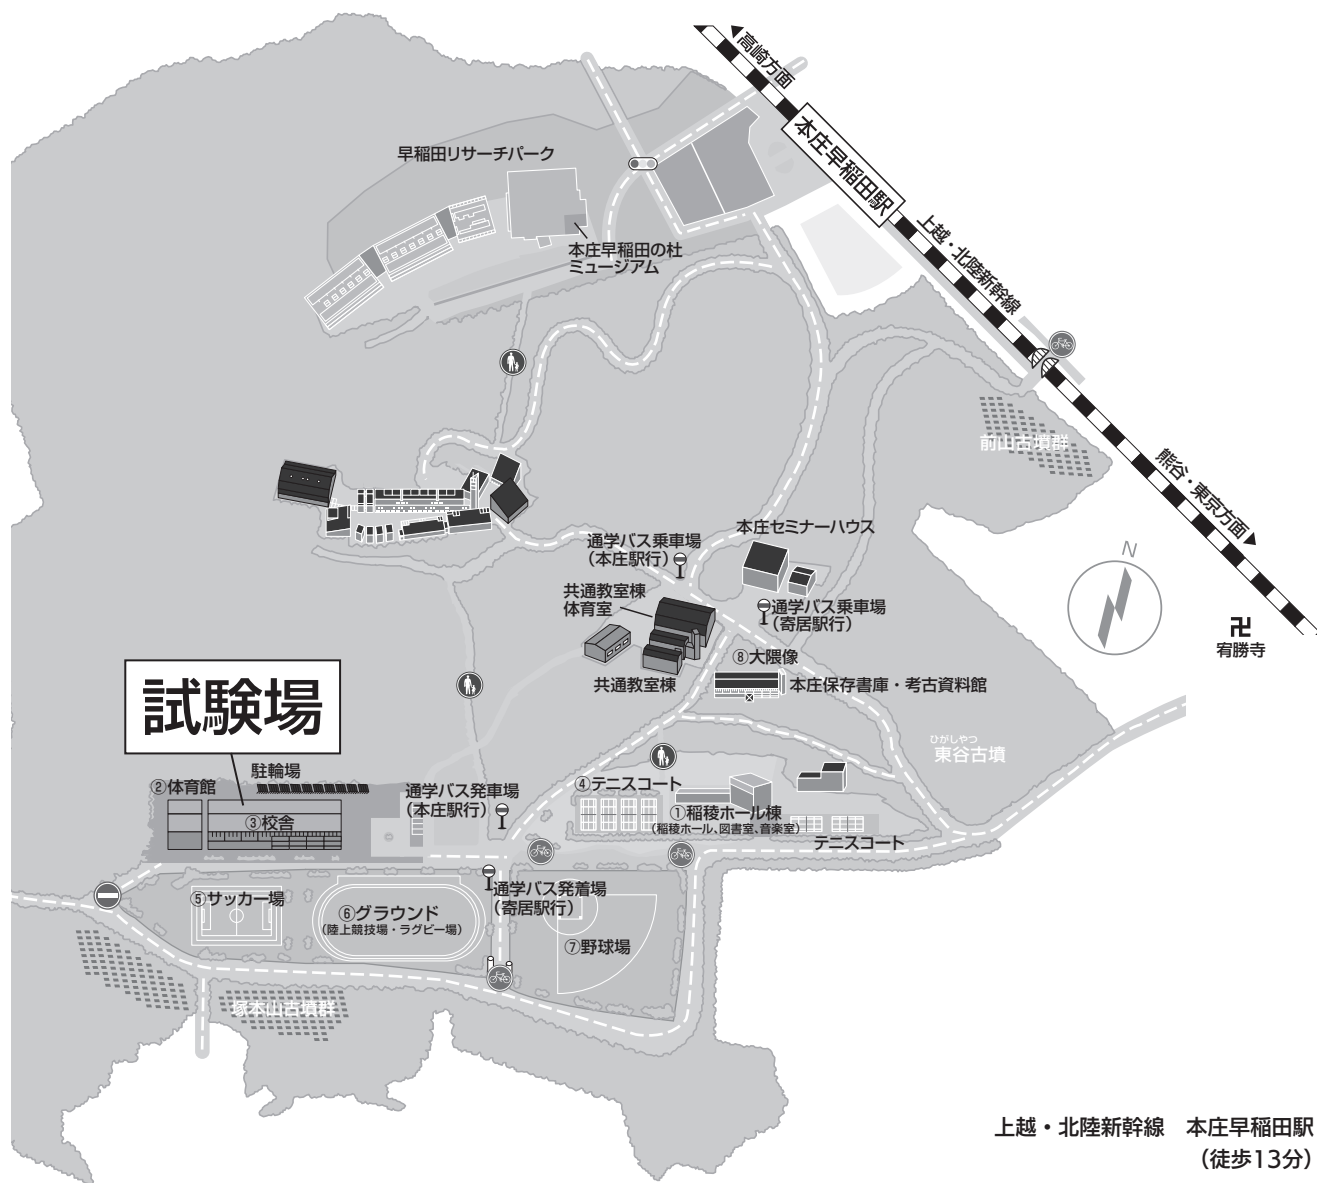 高崎方面
本庄早稲田駅
早稲田リサーチパーク
本庄早稲田の杜
ミュージアム
上越・北陸新幹線
前山古墳群
熊谷・東京方面
N
卍
宥勝寺
本庄セミナーハウス
通学バス乗車場
(本庄駅行)
共通教室棟
体育室
通学バス乗車場
(寄居駅行)
⑧大隈像
共通教室棟
本庄保存書庫・考古資料館
試験場
ひがしやつ
東谷古墳
駐輪場
②体育館
③校舎
通学バス発車場
(本庄駅行)
④テニスコート
①稲稜ホール棟
(稲稜ホール、図書室、音楽室)
テニスコート
⑤サッカー場
⑥グラウンド
(陸上競技場・ラグビー場)
通学バス発着場
(寄居駅行)
⑦野球場
塚本山古墳群
上越・北陸新幹線　本庄早稲田駅
(徒歩13分)